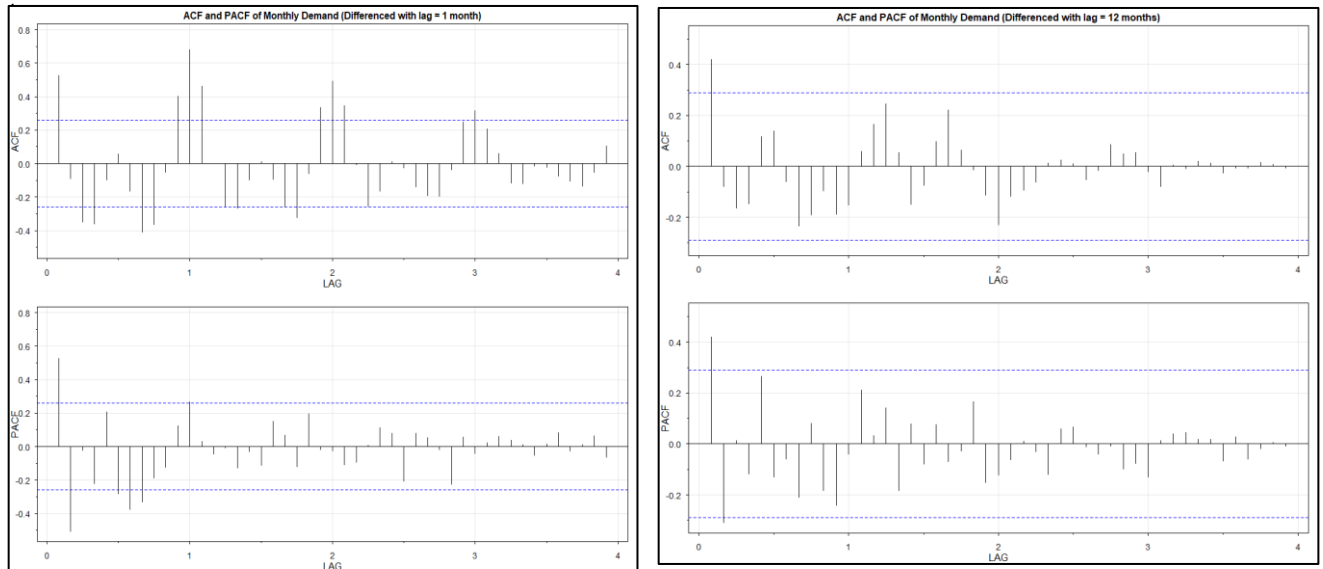 ACF and PACF of Monthly Demand (Differenced with lag = 1 month)
0.8
0.6
0.4
0.2
0.0
-0.2
-0.4
ACF
0 1 2 3 4
LAG
0.8
0.6
0.4
0.2
0.0
-0.2
-0.4
PACF
0 1 2 3 4
LAG
ACF and PACF of Monthly Demand (Differenced with lag = 12 months)
0.4
0.2
0.0
-0.2
ACF
0 1 2 3 4
LAG
0.4
0.2
0.0
-0.2
PACF
0 1 2 3 4
LAG